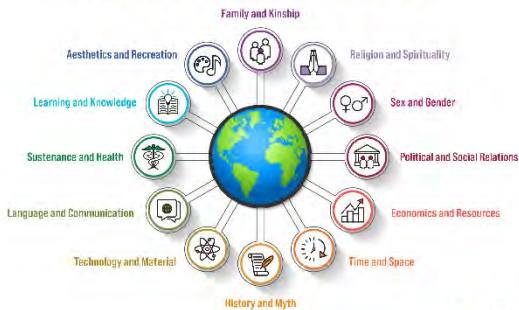 Family and Kinship
Aesthetics and Recreation
Religion and Spirituality
Learning and Knowledge
Sex and Gender
Sustenance and Health
Political and Social Relations
Language and Communication
Economics and Resources
Technology and Material
Time and Space
History and Myth